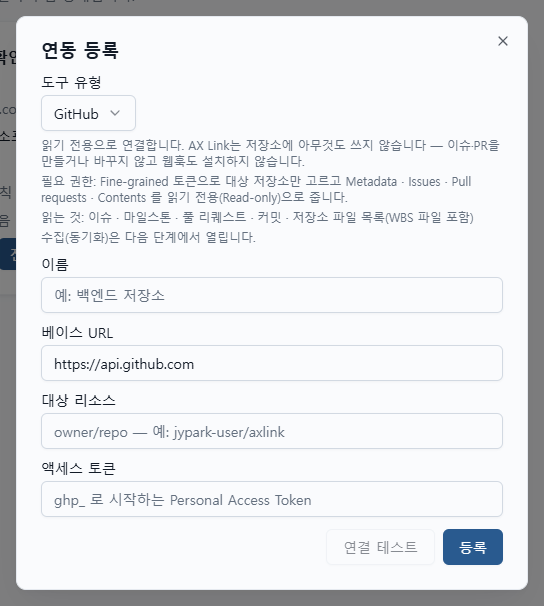 연동 등록
도구 유형
GitHub
읽기 전용으로 연결합니다. AX Link는 저장소에 아무것도 쓰지 않습니다 — 이슈·PR을
만들거나 바꾸지 않고 웹훅도 설치하지 않습니다.
필요 권한: Fine-grained 토큰으로 대상 저장소만 고르고 Metadata · Issues · Pull
requests · Contents 를 읽기 전용(Read-only)으로 줍니다.
읽는 것: 이슈 · 마일스톤 · 풀 리퀘스트 · 커밋 · 저장소 파일 목록(WBS 파일 포함)
수집(동기화)은 다음 단계에서 열립니다.
이름
예: 백엔드 저장소
베이스 URL
https://api.github.com
대상 리소스
owner/repo — 예: jypark-user/axlink
액세스 토큰
ghp_ 로 시작하는 Personal Access Token
연결 테스트
등록